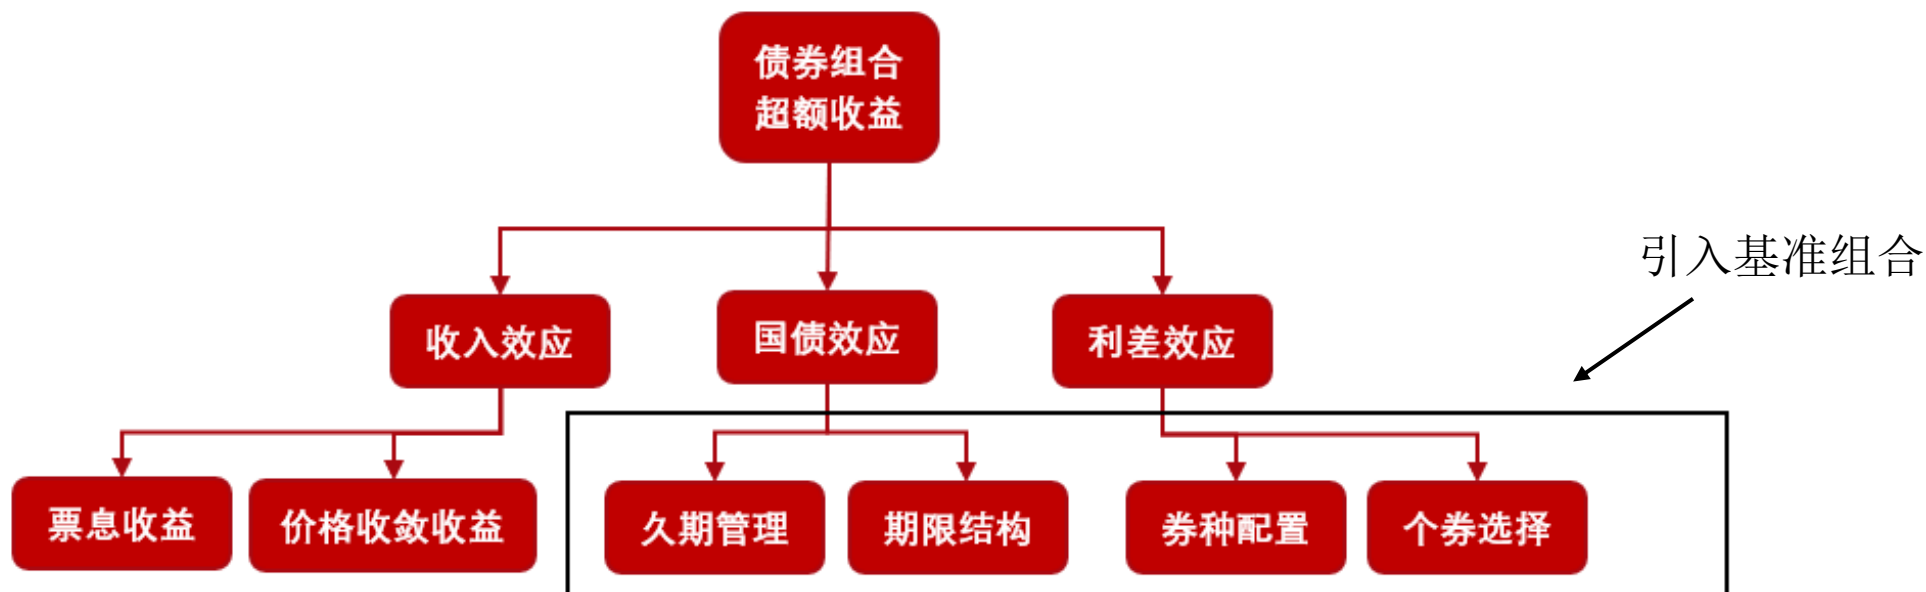 债券组合
超额收益
引入基准组合
收入效应
国债效应
利差效应
票息收益
价格收敛收益
久期管理
期限结构
券种配置
个券选择